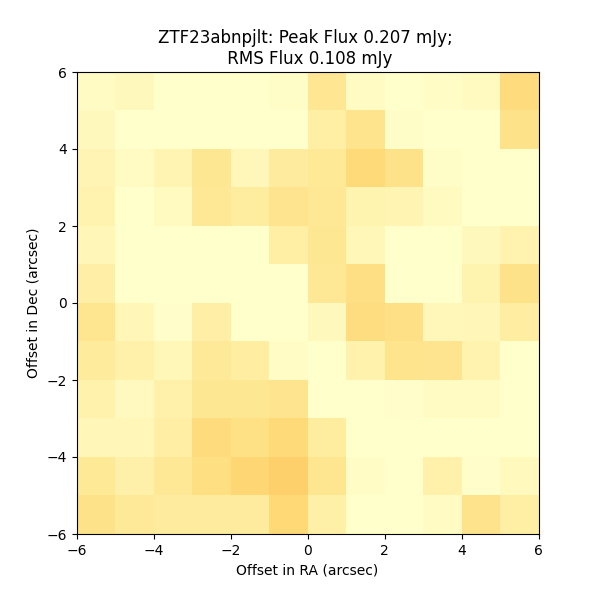 ZTF23abnpjlt: Peak Flux 0.207 mJy;
RMS Flux 0.108 mJy
6
4
2
0
−2
−4
−6
Offset in Dec (arcsec)
−6 −4 −2 0 2 4 6
Offset in RA (arcsec)